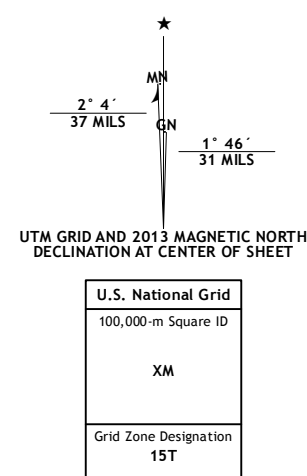 ★
MN
2° 4´
37 MILS
GN
1° 46´
31 MILS
UTM GRID AND 2013 MAGNETIC NORTH
DECLINATION AT CENTER OF SHEET
U.S. National Grid
100,000-m Square ID
XM
Grid Zone Designation
15T